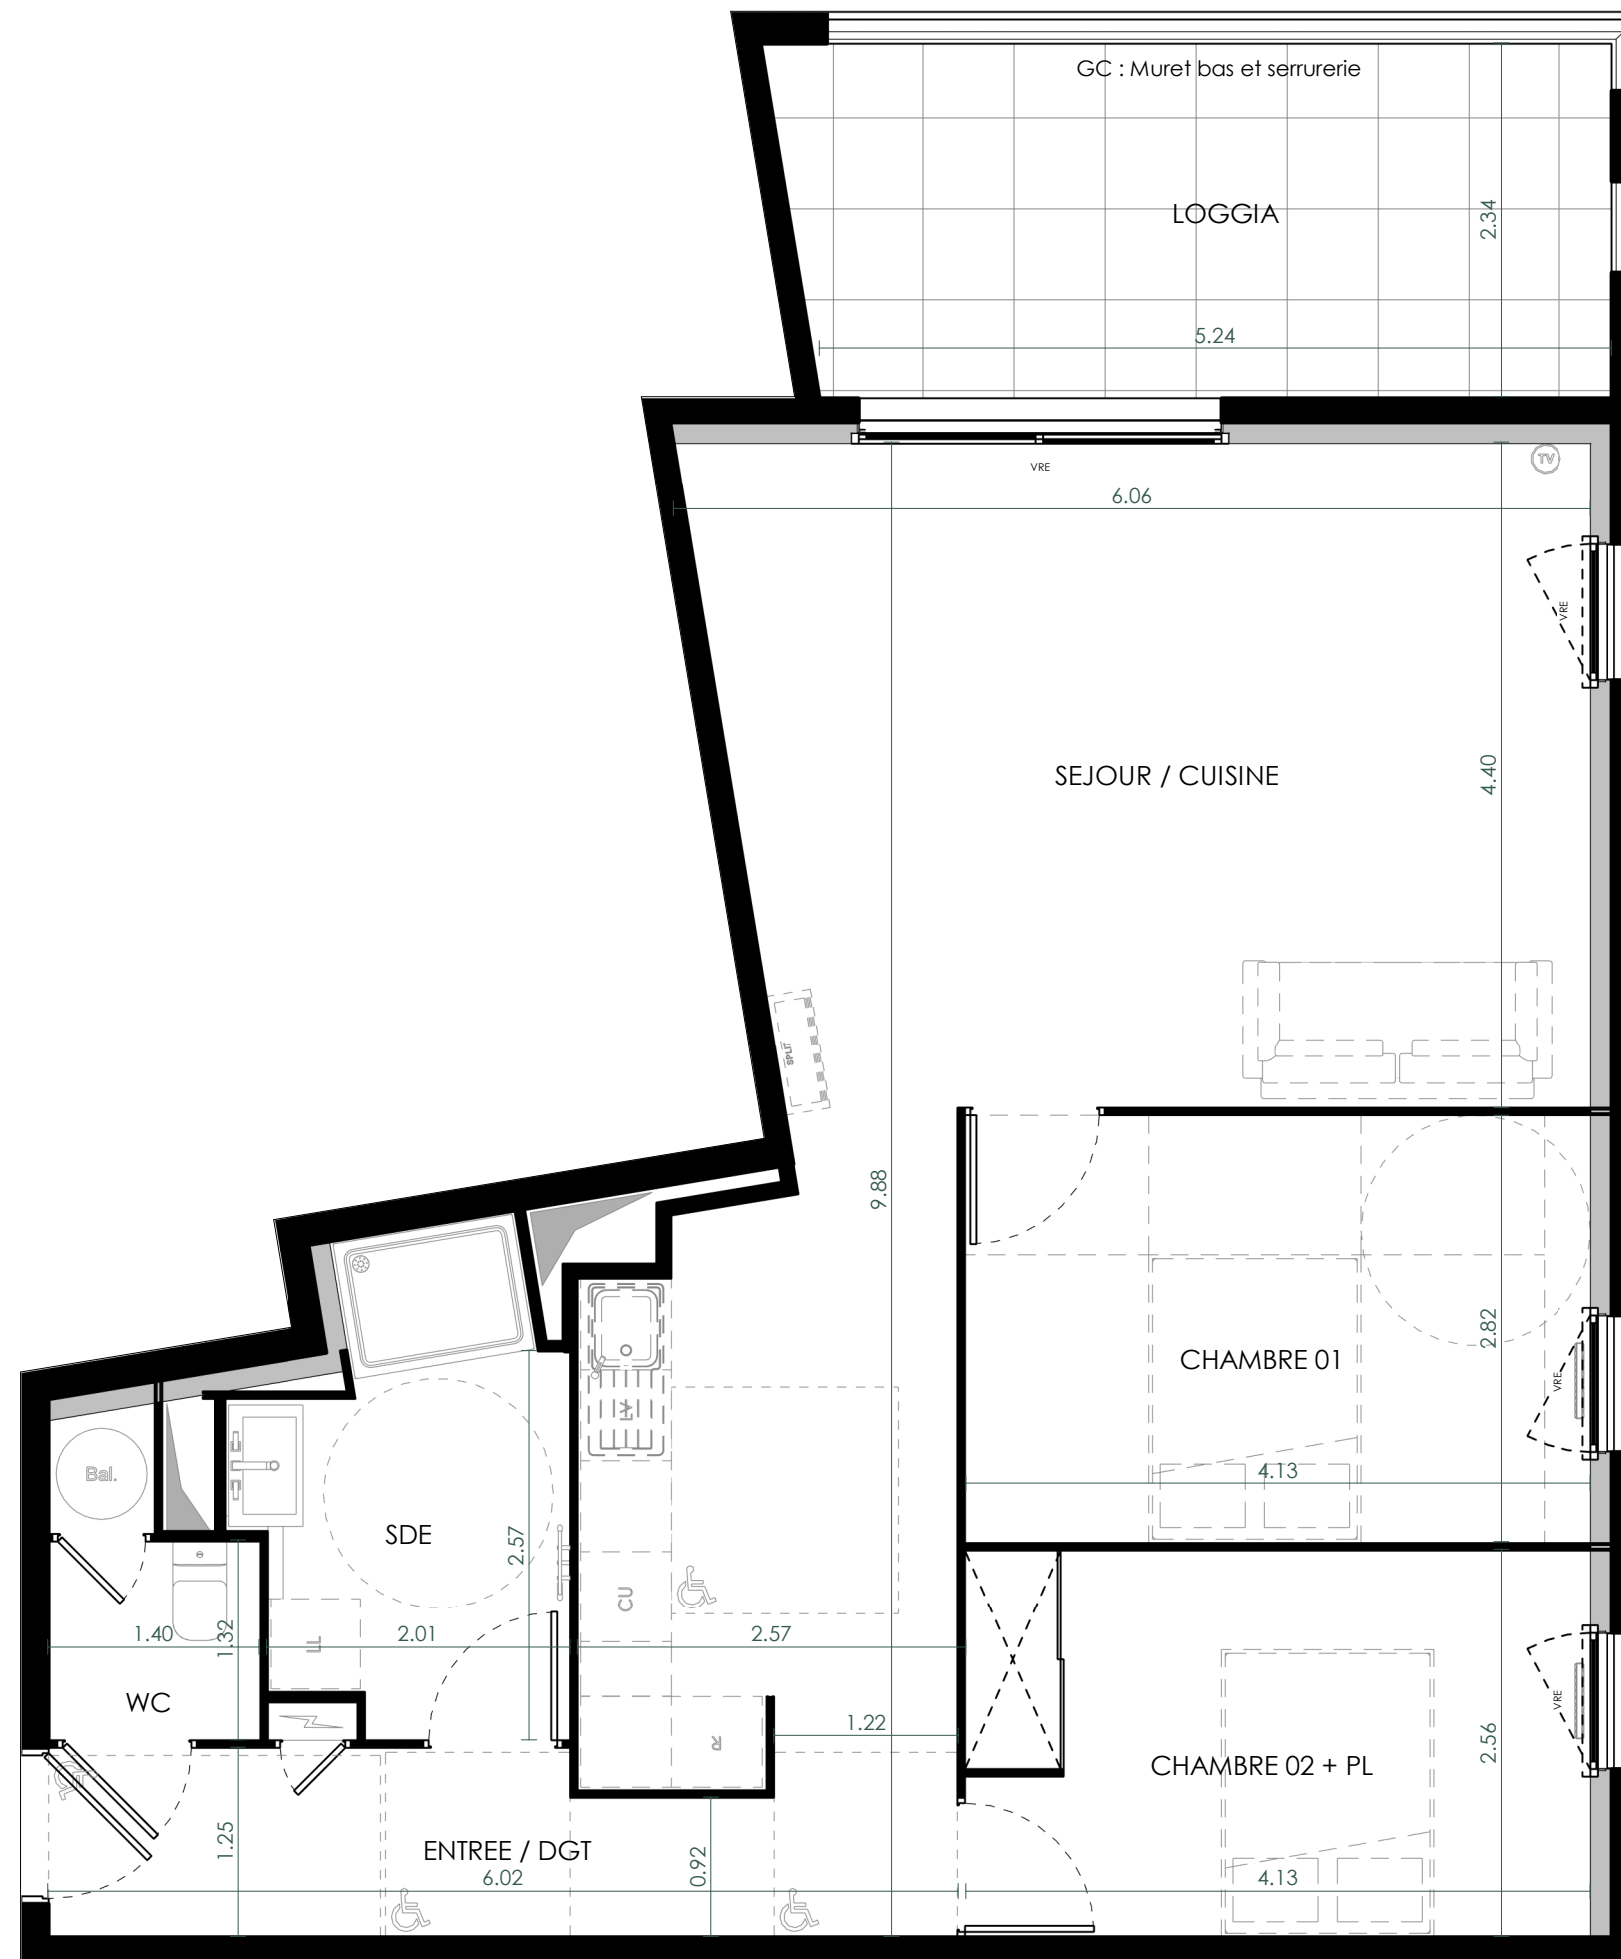 GC : Muret bas et serrurerie
LOGGIA
2.34
5.24
VRE
TV
6.06
VRE
SEJOUR / CUISINE
4.40
SPLIT
9.88
2.82
CHAMBRE 01
VRE
4.13
Bal.
LV
SDE
2.57
CU
1.40
1.32
2.01
LL
2.57
WC
1.22
R
VRE
2.56
CHAMBRE 02 + PL
1.25
ENTREE / DGT
0.92
6.02
4.13